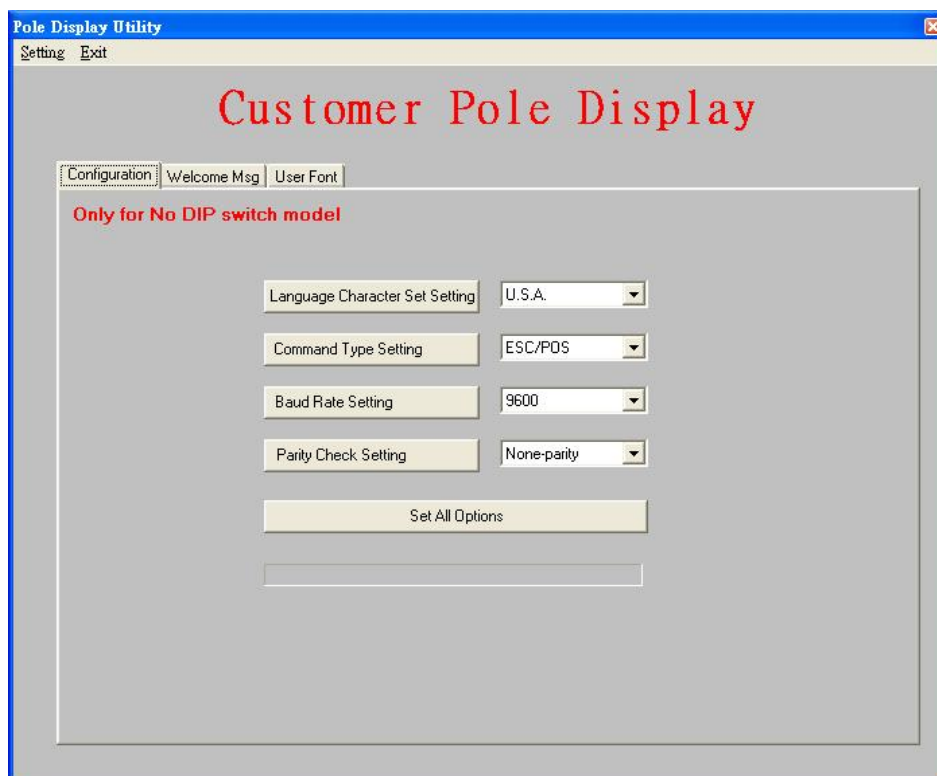 Pole Display Utility
Setting Exit
Customer Pole Display
Configuration Welcome Msg User Font
Only for No DIP switch model
Language Character Set Setting U.S.A.
Command Type Setting ESC/POS
Baud Rate Setting 9600
Parity Check Setting None-parity
Set All Options